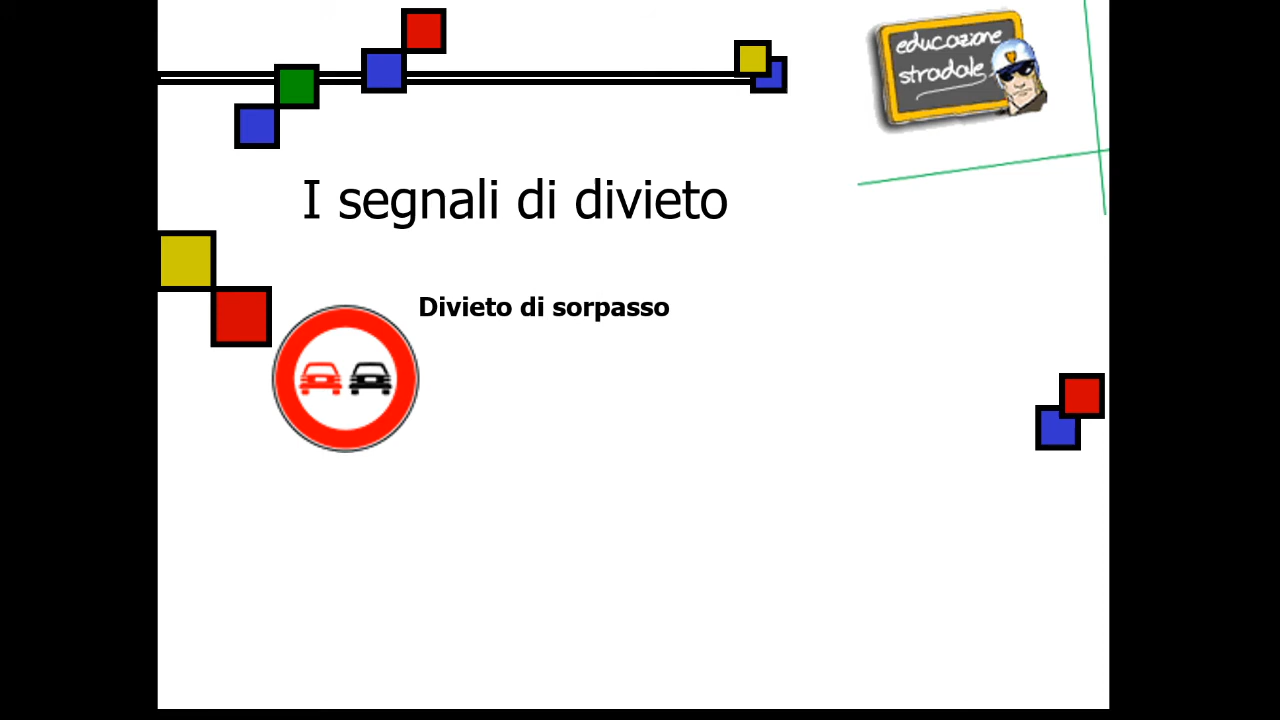 educazione
stradale
I segnali di divieto
Divieto di sorpasso